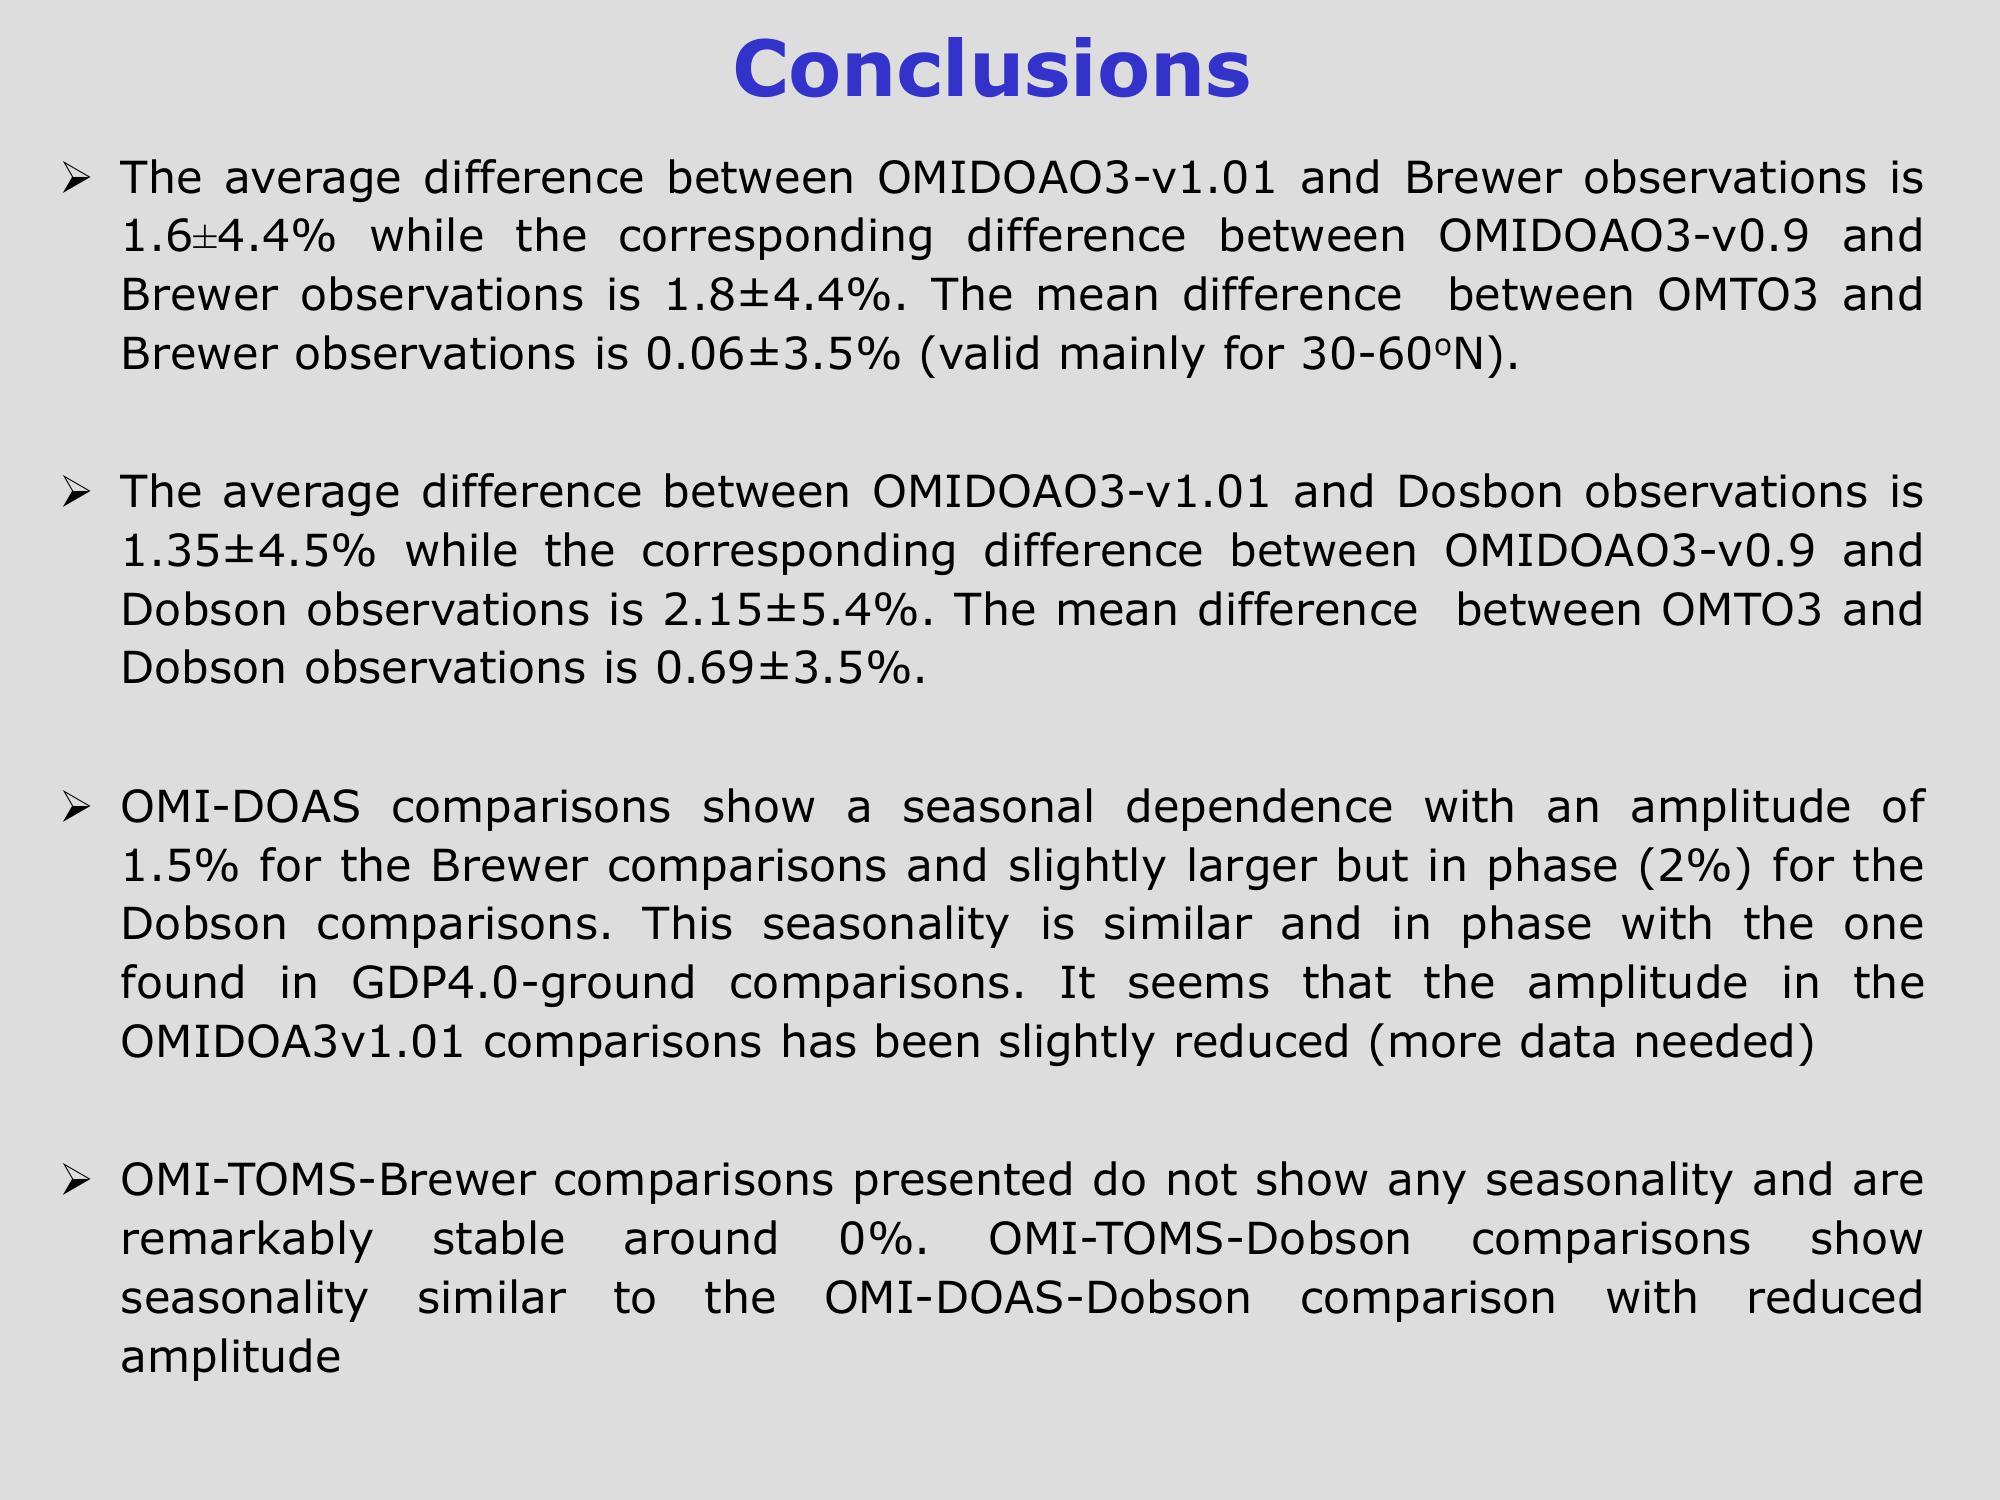 Conclusions
➢ The average difference between OMIDOAO3-v1.01 and Brewer observations is
1.6±4.4% while the corresponding difference between OMIDOAO3-v0.9 and
Brewer observations is 1.8±4.4%. The mean difference between OMTO3 and
Brewer observations is 0.06±3.5% (valid mainly for 30-60ºN).
➢ The average difference between OMIDOAO3-v1.01 and Dosbon observations is
1.35±4.5% while the corresponding difference between OMIDOAO3-v0.9 and
Dobson observations is 2.15±5.4%. The mean difference between OMTO3 and
Dobson observations is 0.69±3.5%.
➢ OMI-DOAS comparisons show a seasonal dependence with an amplitude of
1.5% for the Brewer comparisons and slightly larger but in phase (2%) for the
Dobson comparisons. This seasonality is similar and in phase with the one
found in GDP4.0-ground comparisons. It seems that the amplitude in the
OMIDOA3v1.01 comparisons has been slightly reduced (more data needed)
➢ OMI-TOMS-Brewer comparisons presented do not show any seasonality and are
remarkably stable around 0%. OMI-TOMS-Dobson comparisons show
seasonality similar to the OMI-DOAS-Dobson comparison with reduced
amplitude